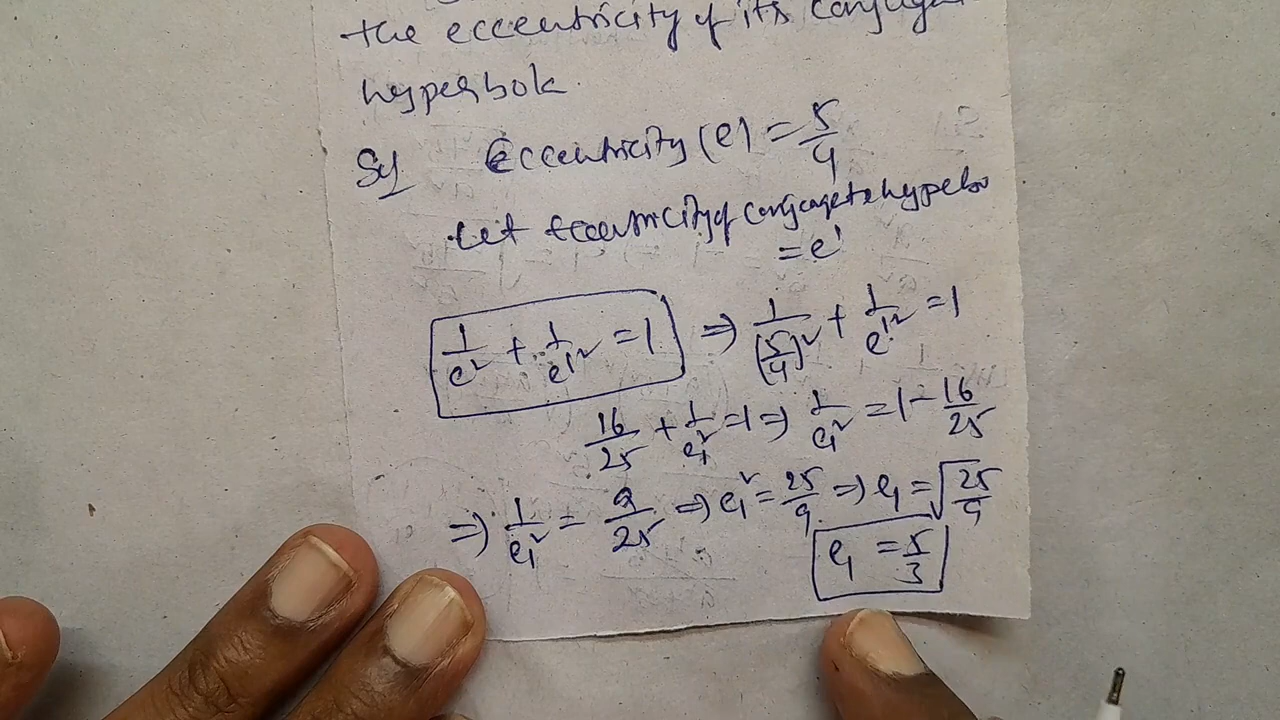 the eccentricity of its conjugat
hyperbola.
Sol Eccentricity (e) = 5/4
Let Eccentricity of conjugate hyperbo
= e'
1/e² + 1/e'² = 1 ⇒ 1/(5/4)² + 1/e'² = 1
16/25 + 1/e₁² = 1 ⇒ 1/e₁² = 1 - 16/25
⇒ 1/e₁² = 9/25 ⇒ e₁² = 25/9 ⇒ e₁ = √25/9
e₁ = 5/3